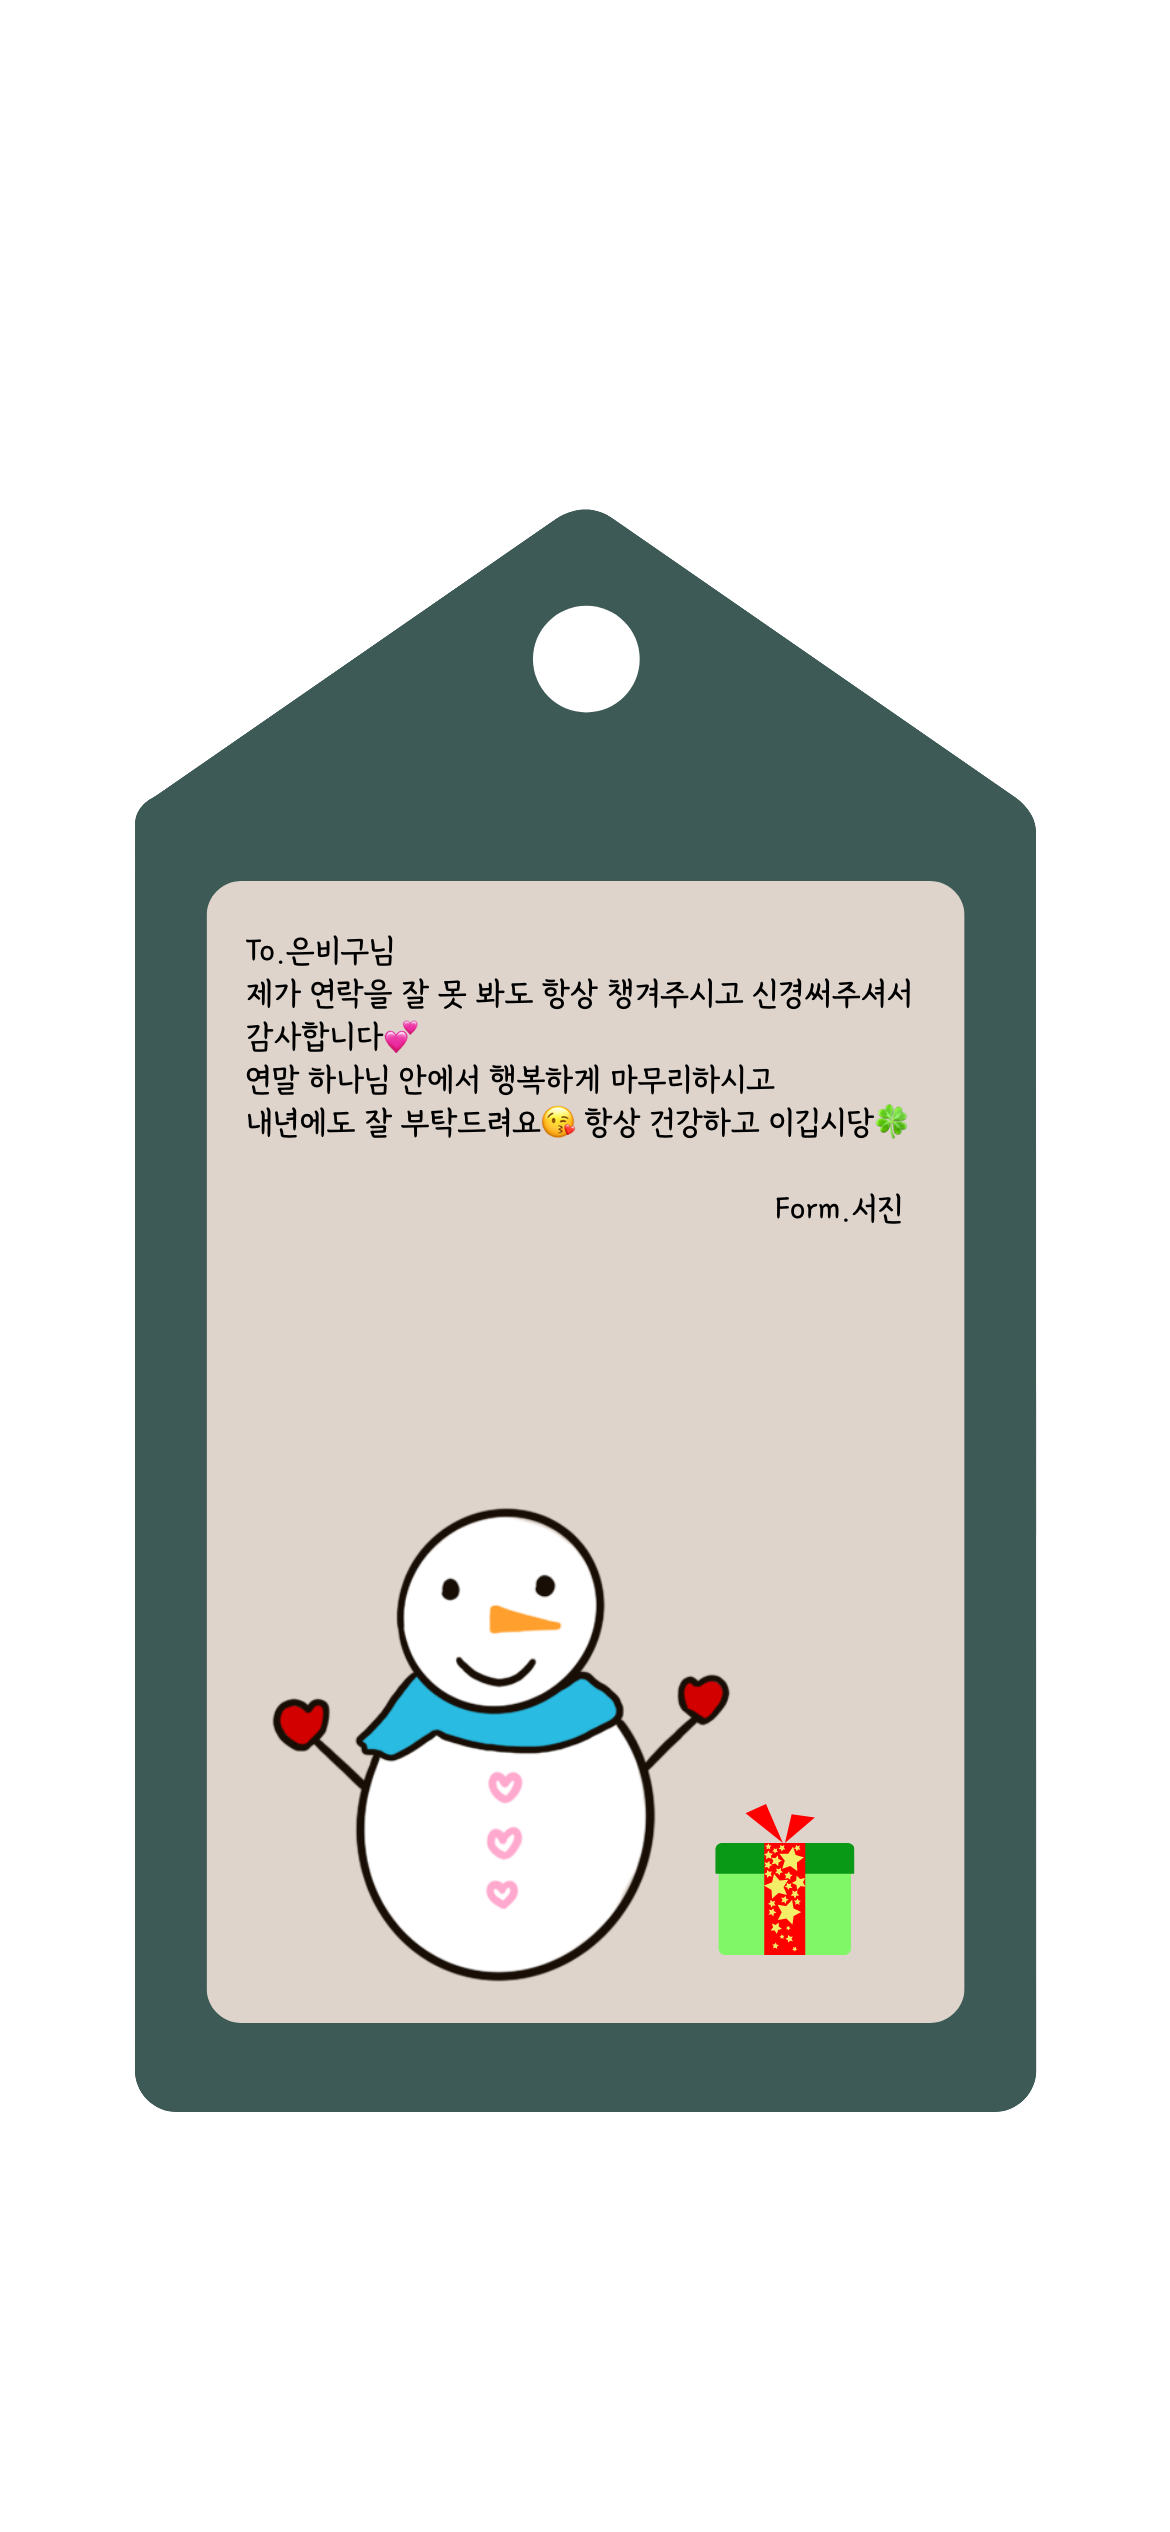 To.은비구님
제가 연락을 잘 못 봐도 항상 챙겨주시고 신경써주셔서
감사합니다💕
연말 하나님 안에서 행복하게 마무리하시고
내년에도 잘 부탁드려요😘 항상 건강하고 이깁시당🍀
Form.서진